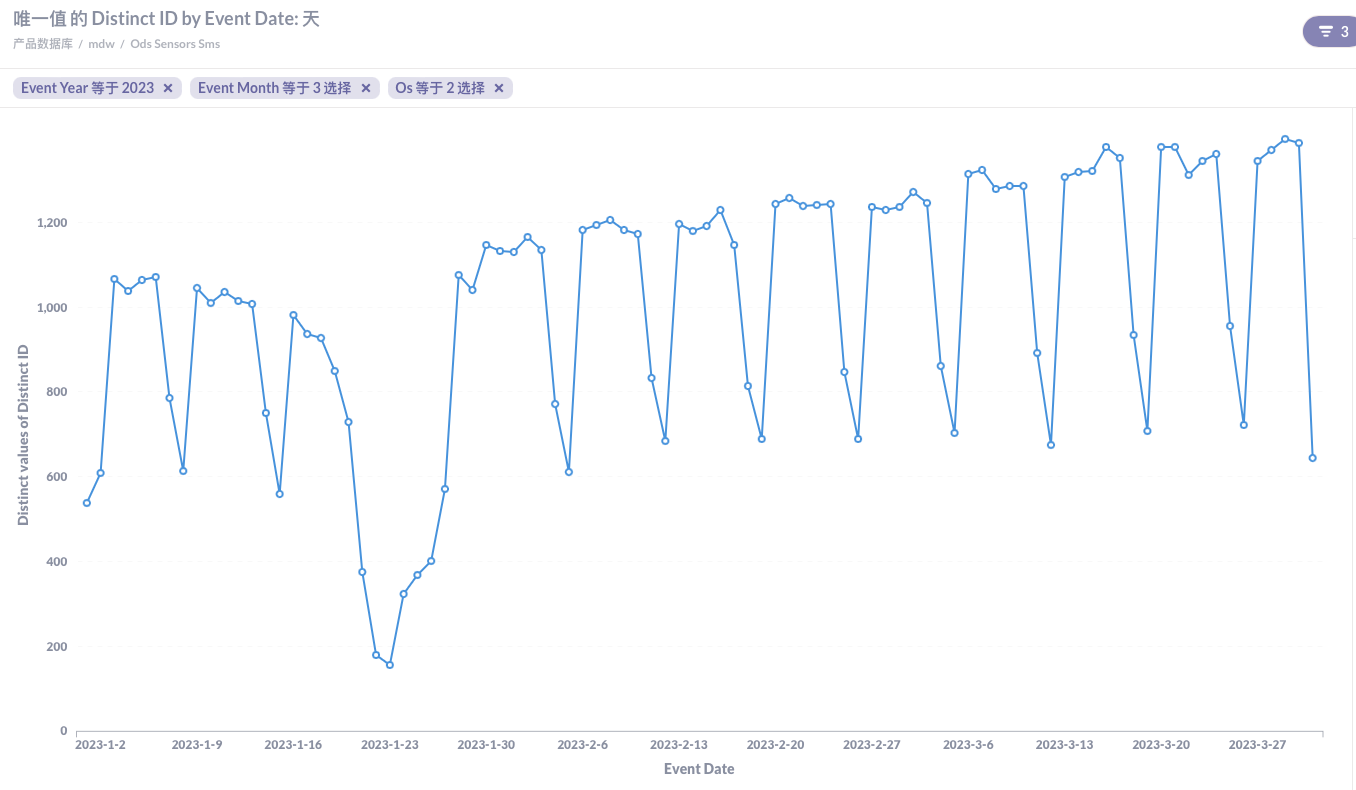 唯一值 的 Distinct ID by Event Date: 天
产品数据库 / mdw / Ods Sensors Sms
3
Event Year 等于 2023 ×
Event Month 等于 3 选择 ×
Os 等于 2 选择 ×
Distinct values of Distinct ID
1,200
1,000
800
600
400
200
0
2023-1-2 2023-1-9 2023-1-16 2023-1-23 2023-1-30 2023-2-6 2023-2-13 2023-2-20 2023-2-27 2023-3-6 2023-3-13 2023-3-20 2023-3-27
Event Date